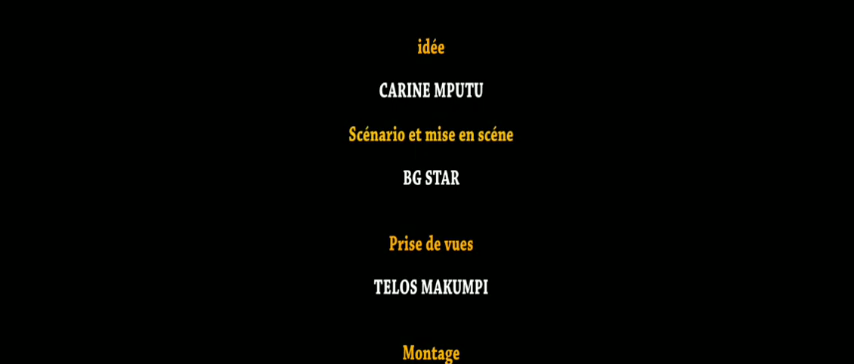 idée
CARINE MPUTU
Scénario et mise en scéne
BG STAR
Prise de vues
TELOS MAKUMPI
Montage